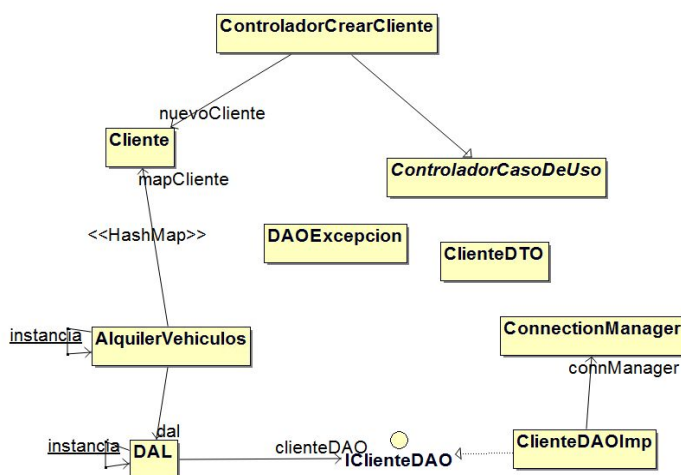 ControladorCrearCliente
nuevoCliente
Cliente
mapCliente
ControladorCasoDeUso
<<HashMap>>
DAOExcepcion
ClienteDTO
instancia
AlquilerVehiculos
ConnectionManager
connManager
dal
instancia
DAL
clienteDAO
IClienteDAO
ClienteDAOImp